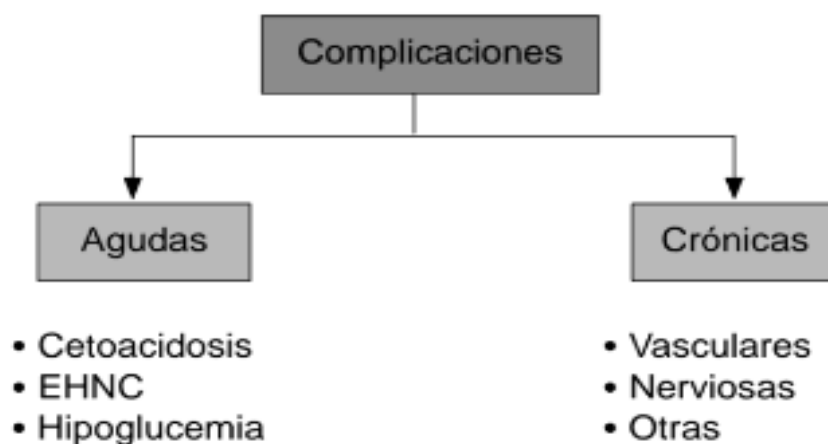 Complicaciones
Agudas
• Cetoacidosis
• EHNC
• Hipoglucemia
Crónicas
• Vasculares
• Nerviosas
• Otras